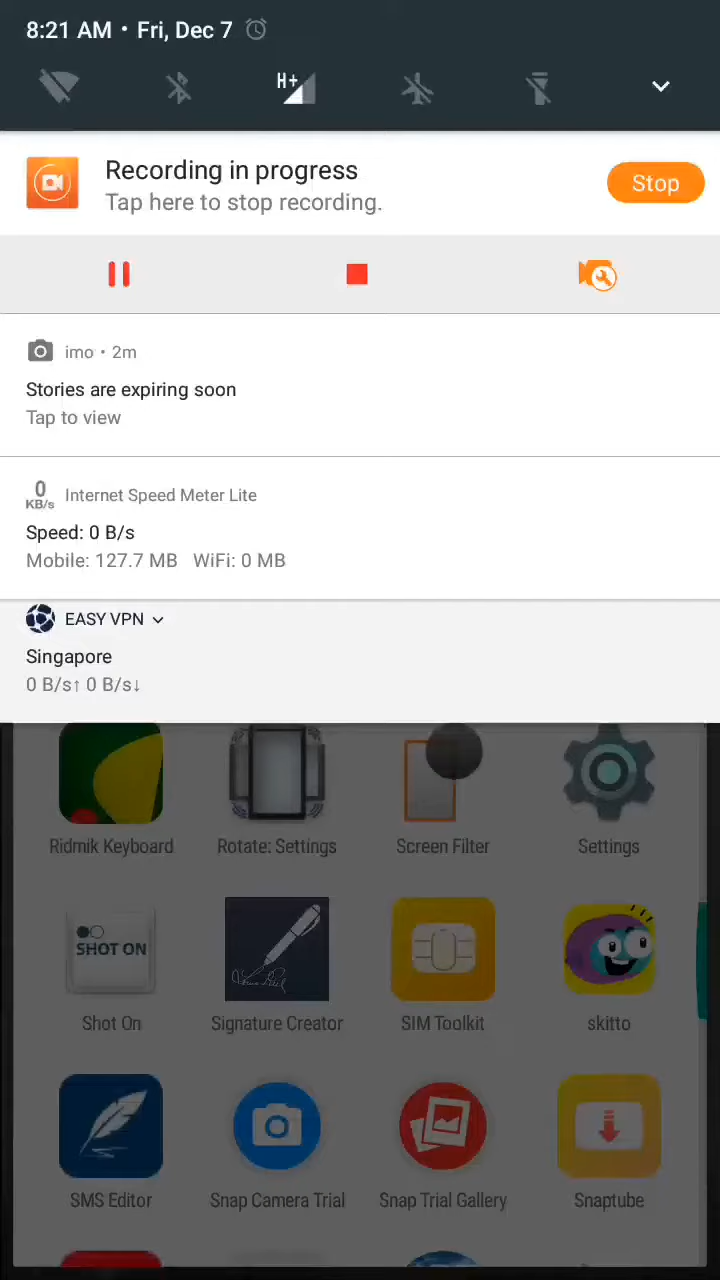 8:21 AM • Fri, Dec 7
H+
Recording in progress
Tap here to stop recording.
Stop
imo • 2m
Stories are expiring soon
Tap to view
0 KB/s
Internet Speed Meter Lite
Speed: 0 B/s
Mobile: 127.7 MB WiFi: 0 MB
EASY VPN
Singapore
0 B/s↑ 0 B/s↓
Ridmik Keyboard
Rotate: Settings
Screen Filter
Settings
SHOT ON
Shot On
Signature Creator
SIM Toolkit
skitto
SMS Editor
Snap Camera Trial
Snap Trial Gallery
Snaptube